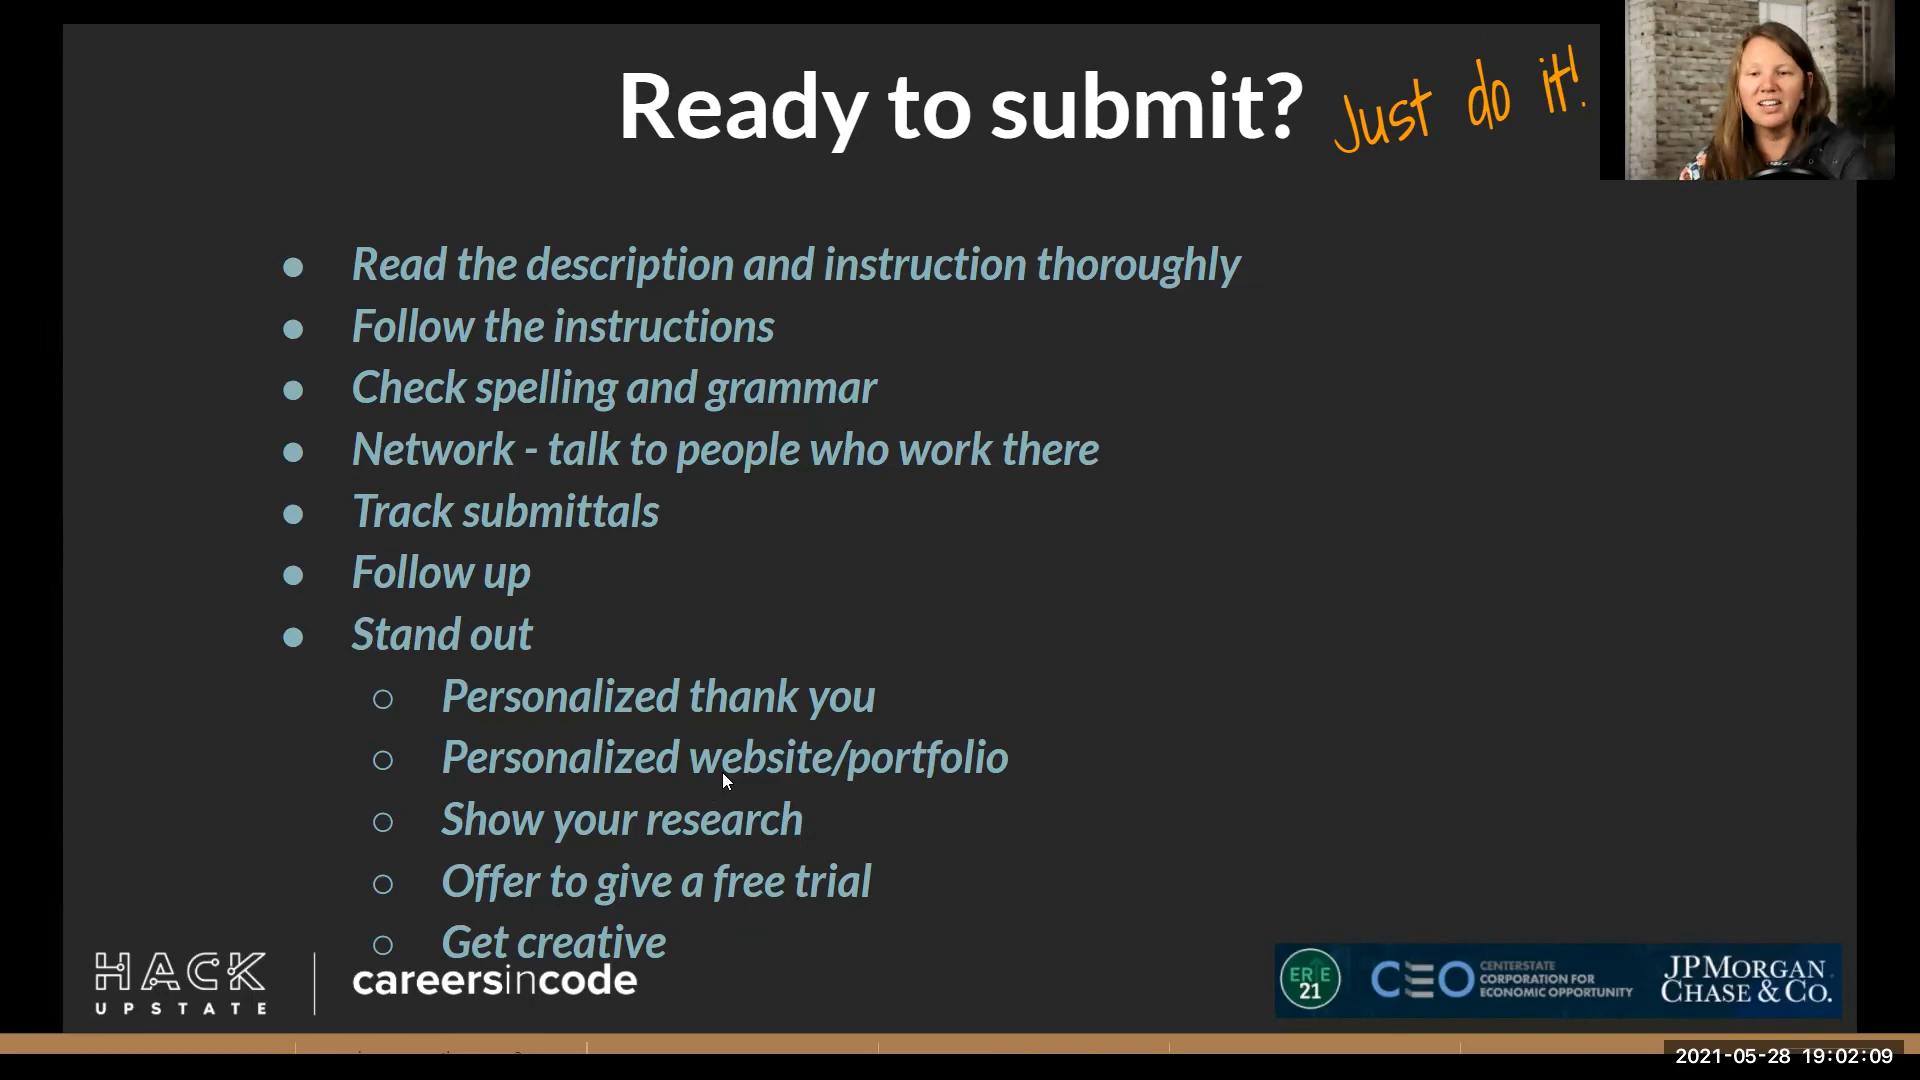 Ready to submit? Just do it!
● Read the description and instruction thoroughly
● Follow the instructions
● Check spelling and grammar
● Network - talk to people who work there
● Track submittals
● Follow up
● Stand out
○ Personalized thank you
○ Personalized website/portfolio
○ Show your research
○ Offer to give a free trial
○ Get creative
HACK
UPSTATE
careersincode
ERIE
21
CEO
CENTERSTATE
CORPORATION FOR
ECONOMIC OPPORTUNITY
JPMORGAN
CHASE & CO.
2021-05-28 19:02:09